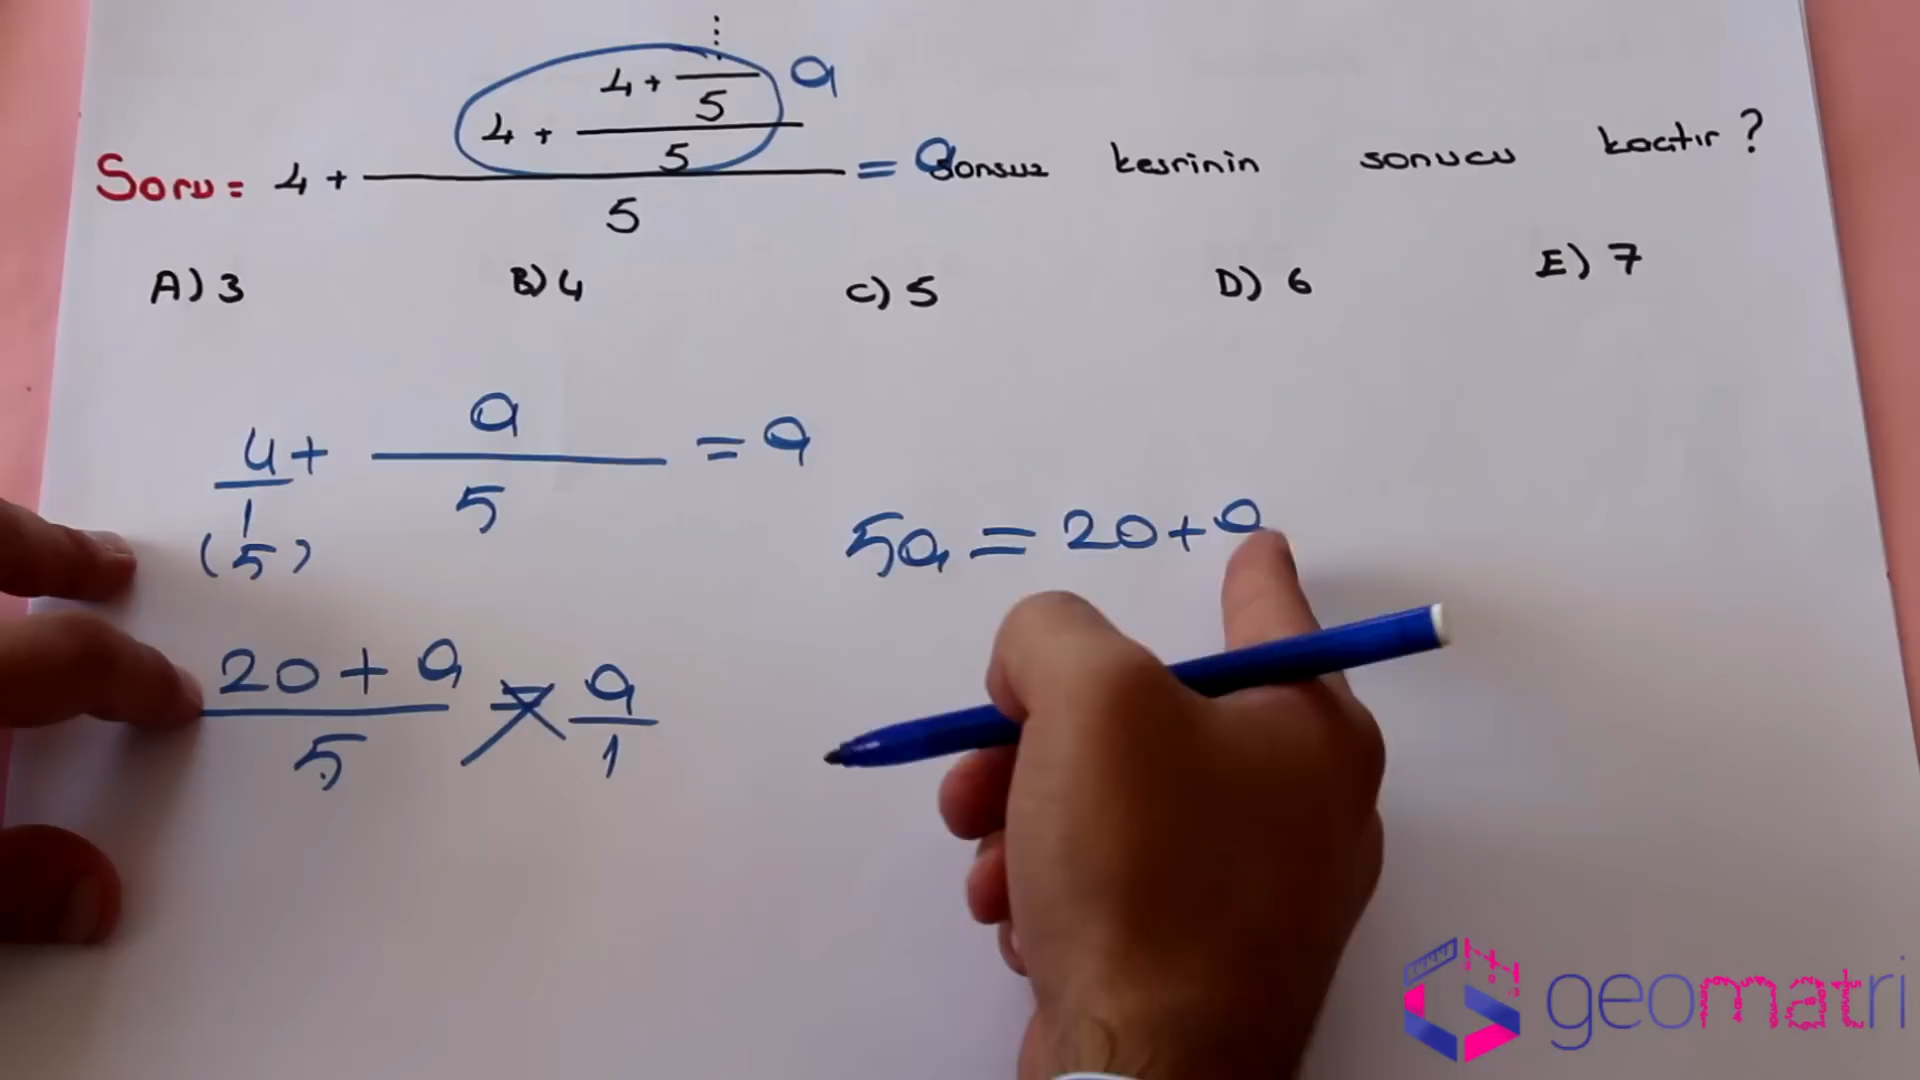 ⋮
4 + ―
5
4 + ―
5 a
Soru = 4 + ― = a sonsuz kesrinin sonucu kaçtır ?
5
A) 3 B) 4 C) 5 D) 6 E) 7
4/1 + a/5 = a
(5)
5a = 20 + a
20 + a / 5 = a / 1
geomatri